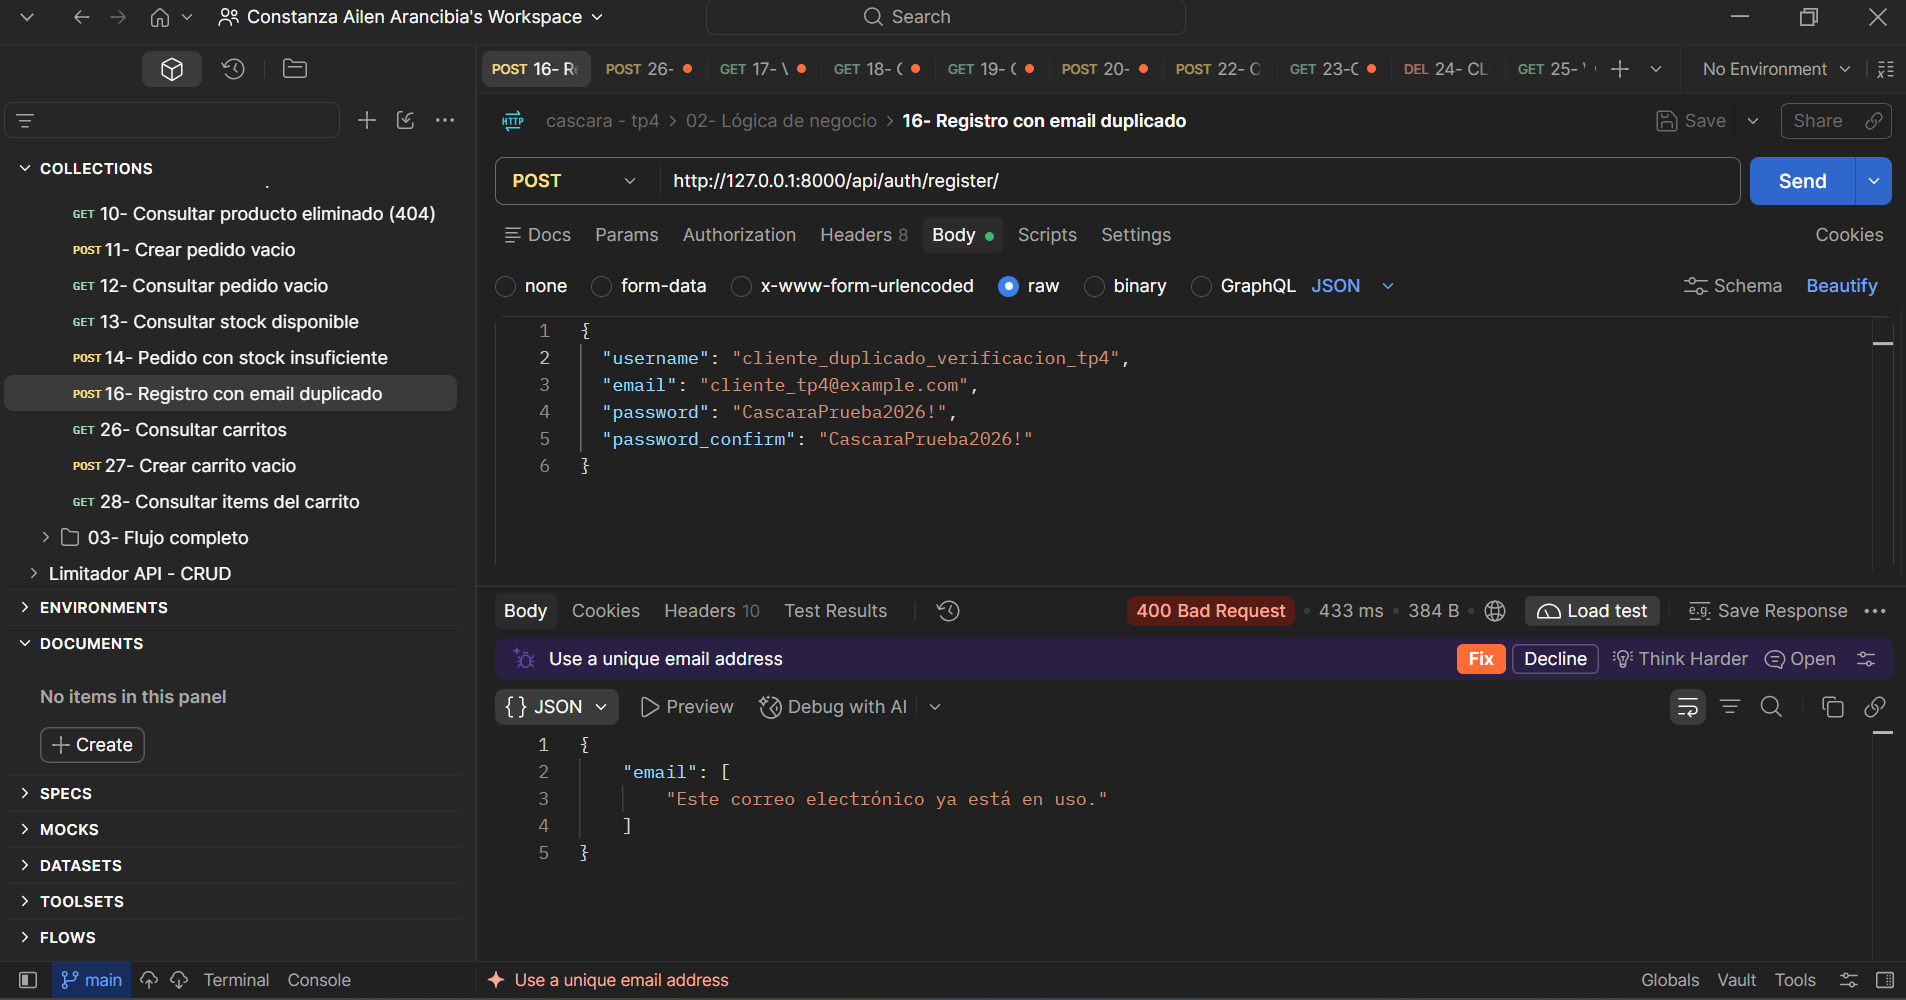 Constanza Ailen Arancibia's Workspace
Search
POST 16- Re
POST 26-
GET 17- \
GET 18- (
GET 19- (
POST 20-
POST 22- C
GET 23-C
DEL 24- CL
GET 25-
No Environment
cascara - tp4 > 02- Lógica de negocio > 16- Registro con email duplicado
Save
Share
COLLECTIONS
GET 10- Consultar producto eliminado (404)
POST 11- Crear pedido vacio
GET 12- Consultar pedido vacio
GET 13- Consultar stock disponible
POST 14- Pedido con stock insuficiente
POST 16- Registro con email duplicado
GET 26- Consultar carritos
POST 27- Crear carrito vacio
GET 28- Consultar items del carrito
03- Flujo completo
Limitador API - CRUD
ENVIRONMENTS
DOCUMENTS
No items in this panel
Create
SPECS
MOCKS
DATASETS
TOOLSETS
FLOWS
HTTP
POST
http://127.0.0.1:8000/api/auth/register/
Send
Docs
Params
Authorization
Headers 8
Body
Scripts
Settings
Cookies
none
form-data
x-www-form-urlencoded
raw
binary
GraphQL
JSON
Schema
Beautify
1 {
2 "username": "cliente_duplicado_verificacion_tp4",
3 "email": "cliente_tp4@example.com",
4 "password": "CascaraPrueba2026!",
5 "password_confirm": "CascaraPrueba2026!"
6 }
Body
Cookies
Headers 10
Test Results
400 Bad Request
433 ms
384 B
Load test
e.g. Save Response
Use a unique email address
Fix
Decline
Think Harder
Open
{} JSON
Preview
Debug with AI
1 {
2 "email": [
3 "Este correo electrónico ya está en uso."
4 ]
5 }
main
Terminal
Console
Use a unique email address
Globals
Vault
Tools